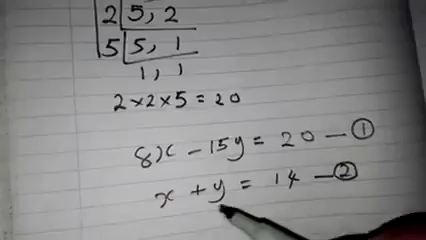 2 5, 2
5 5, 1
1, 1
2×2×5=20
8x - 15y = 20 — ①
x + y = 14 — ②